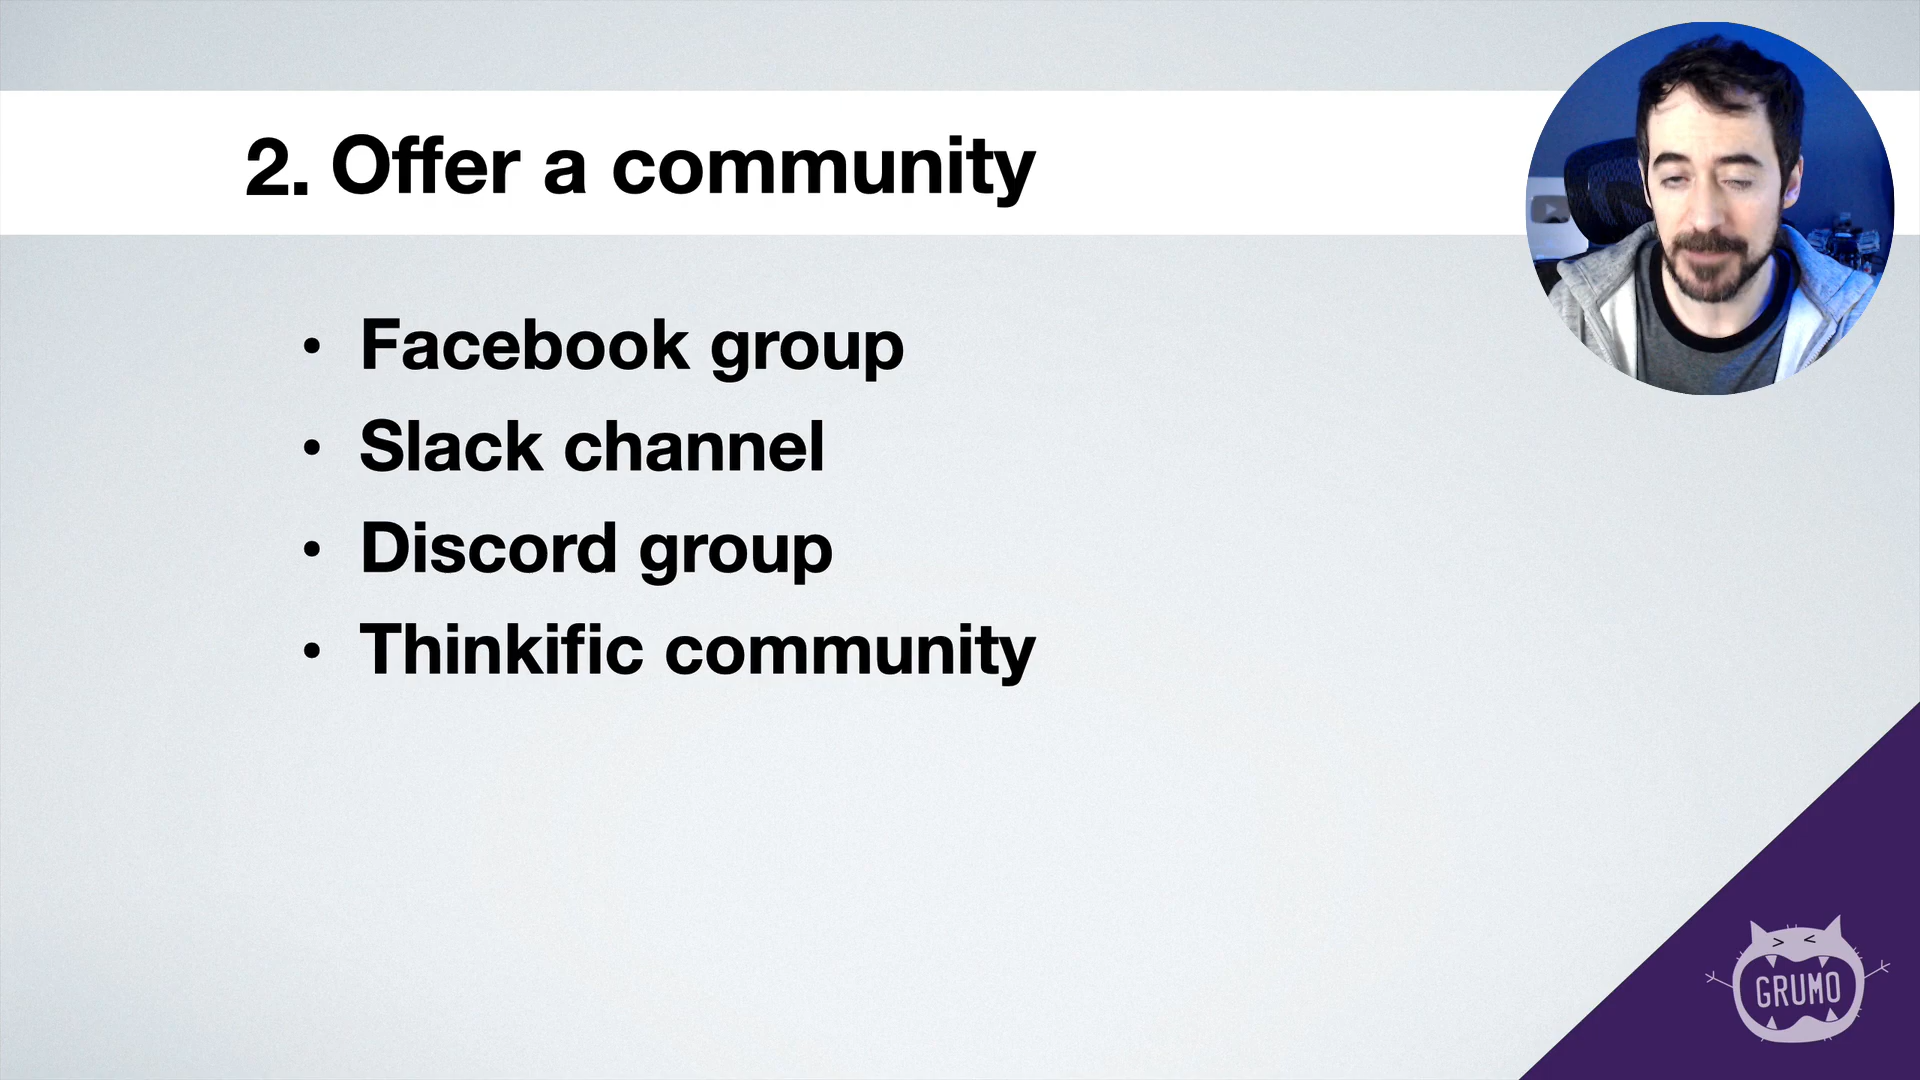 2. Offer a community
• Facebook group
• Slack channel
• Discord group
• Thinkific community
GRUMO